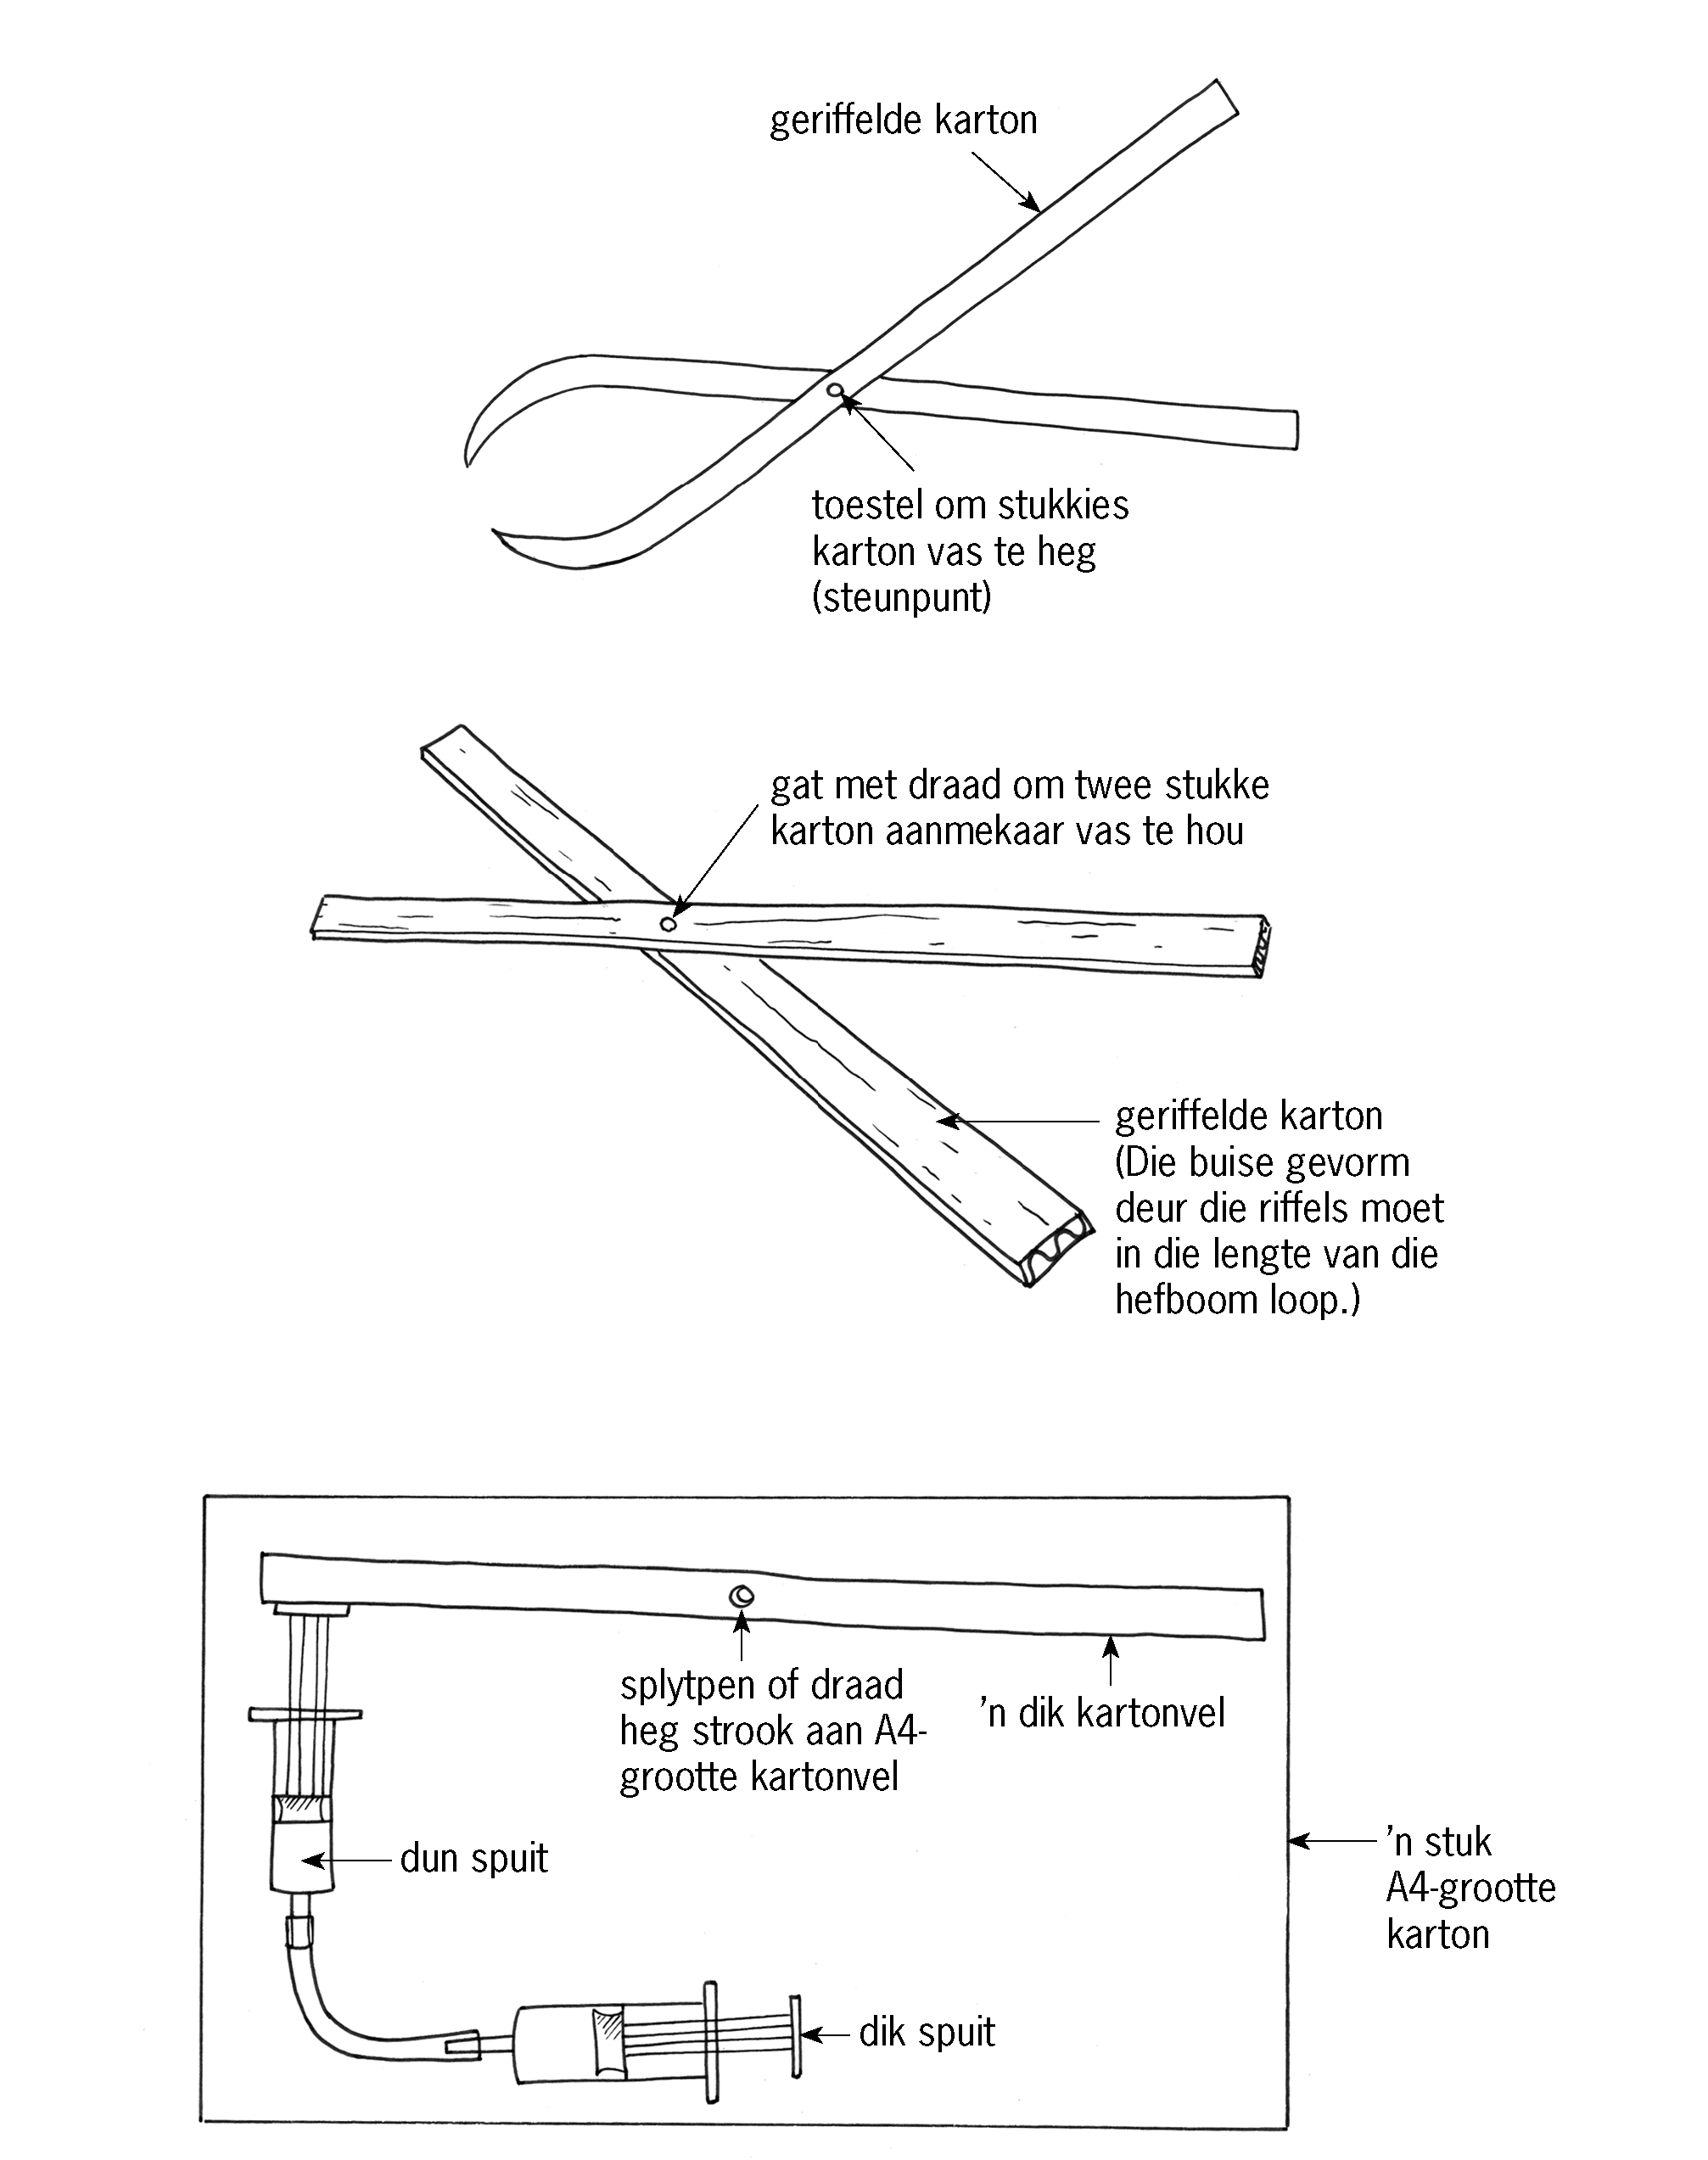 geriffelde karton
toestel om stukkies
karton vas te heg
(steunpunt)
gat met draad om twee stukke
karton aanmekaar vas te hou
geriffelde karton
(Die buise gevorm
deur die riffels moet
in die lengte van die
hefboom loop.)
splytpen of draad
heg strook aan A4-
grootte kartonvel
'n dik kartonvel
dun spuit
'n stuk
A4-grootte
karton
dik spuit